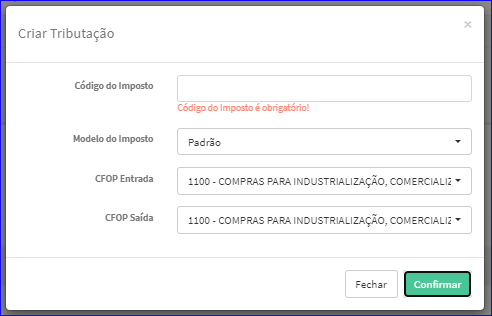 Criar Tributação
×
Código do Imposto
Código do Imposto é obrigatório!
Modelo do Imposto
Padrão
CFOP Entrada
1100 - COMPRAS PARA INDUSTRIALIZAÇÃO, COMERCIALIZ
CFOP Saída
1100 - COMPRAS PARA INDUSTRIALIZAÇÃO, COMERCIALIZ
Fechar
Confirmar